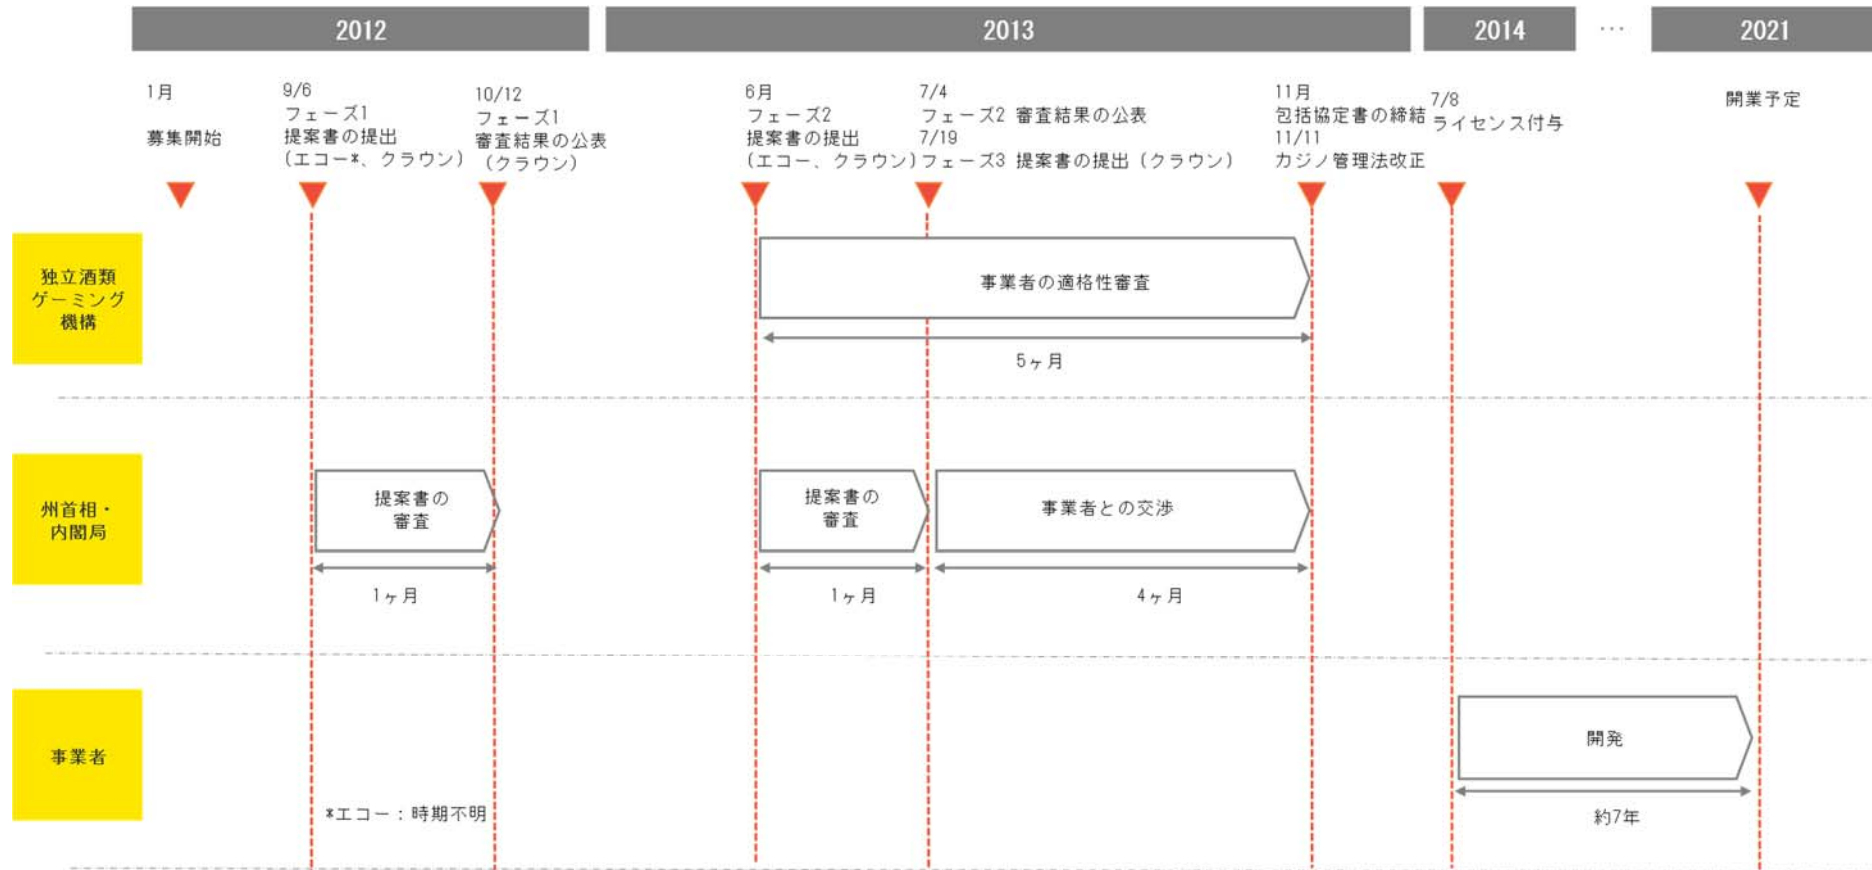 2012
2013
2014
…
2021
1月
募集開始
9/6
フェーズ1
提案書の提出
(エコー*、クラウン)
10/12
フェーズ1
審査結果の公表
(クラウン)
6月
フェーズ2
提案書の提出
(エコー、クラウン)
7/4
フェーズ2 審査結果の公表
7/19
フェーズ3 提案書の提出(クラウン)
11月
包括協定書の締結
11/11
カジノ管理法改正
7/8
ライセンス付与
開業予定
独立酒類
ゲーミング
機構
事業者の適格性審査
5ヶ月
州首相・
内閣局
提案書の
審査
1ヶ月
提案書の
審査
1ヶ月
事業者との交渉
4ヶ月
事業者
開発
約7年
*エコー:時期不明